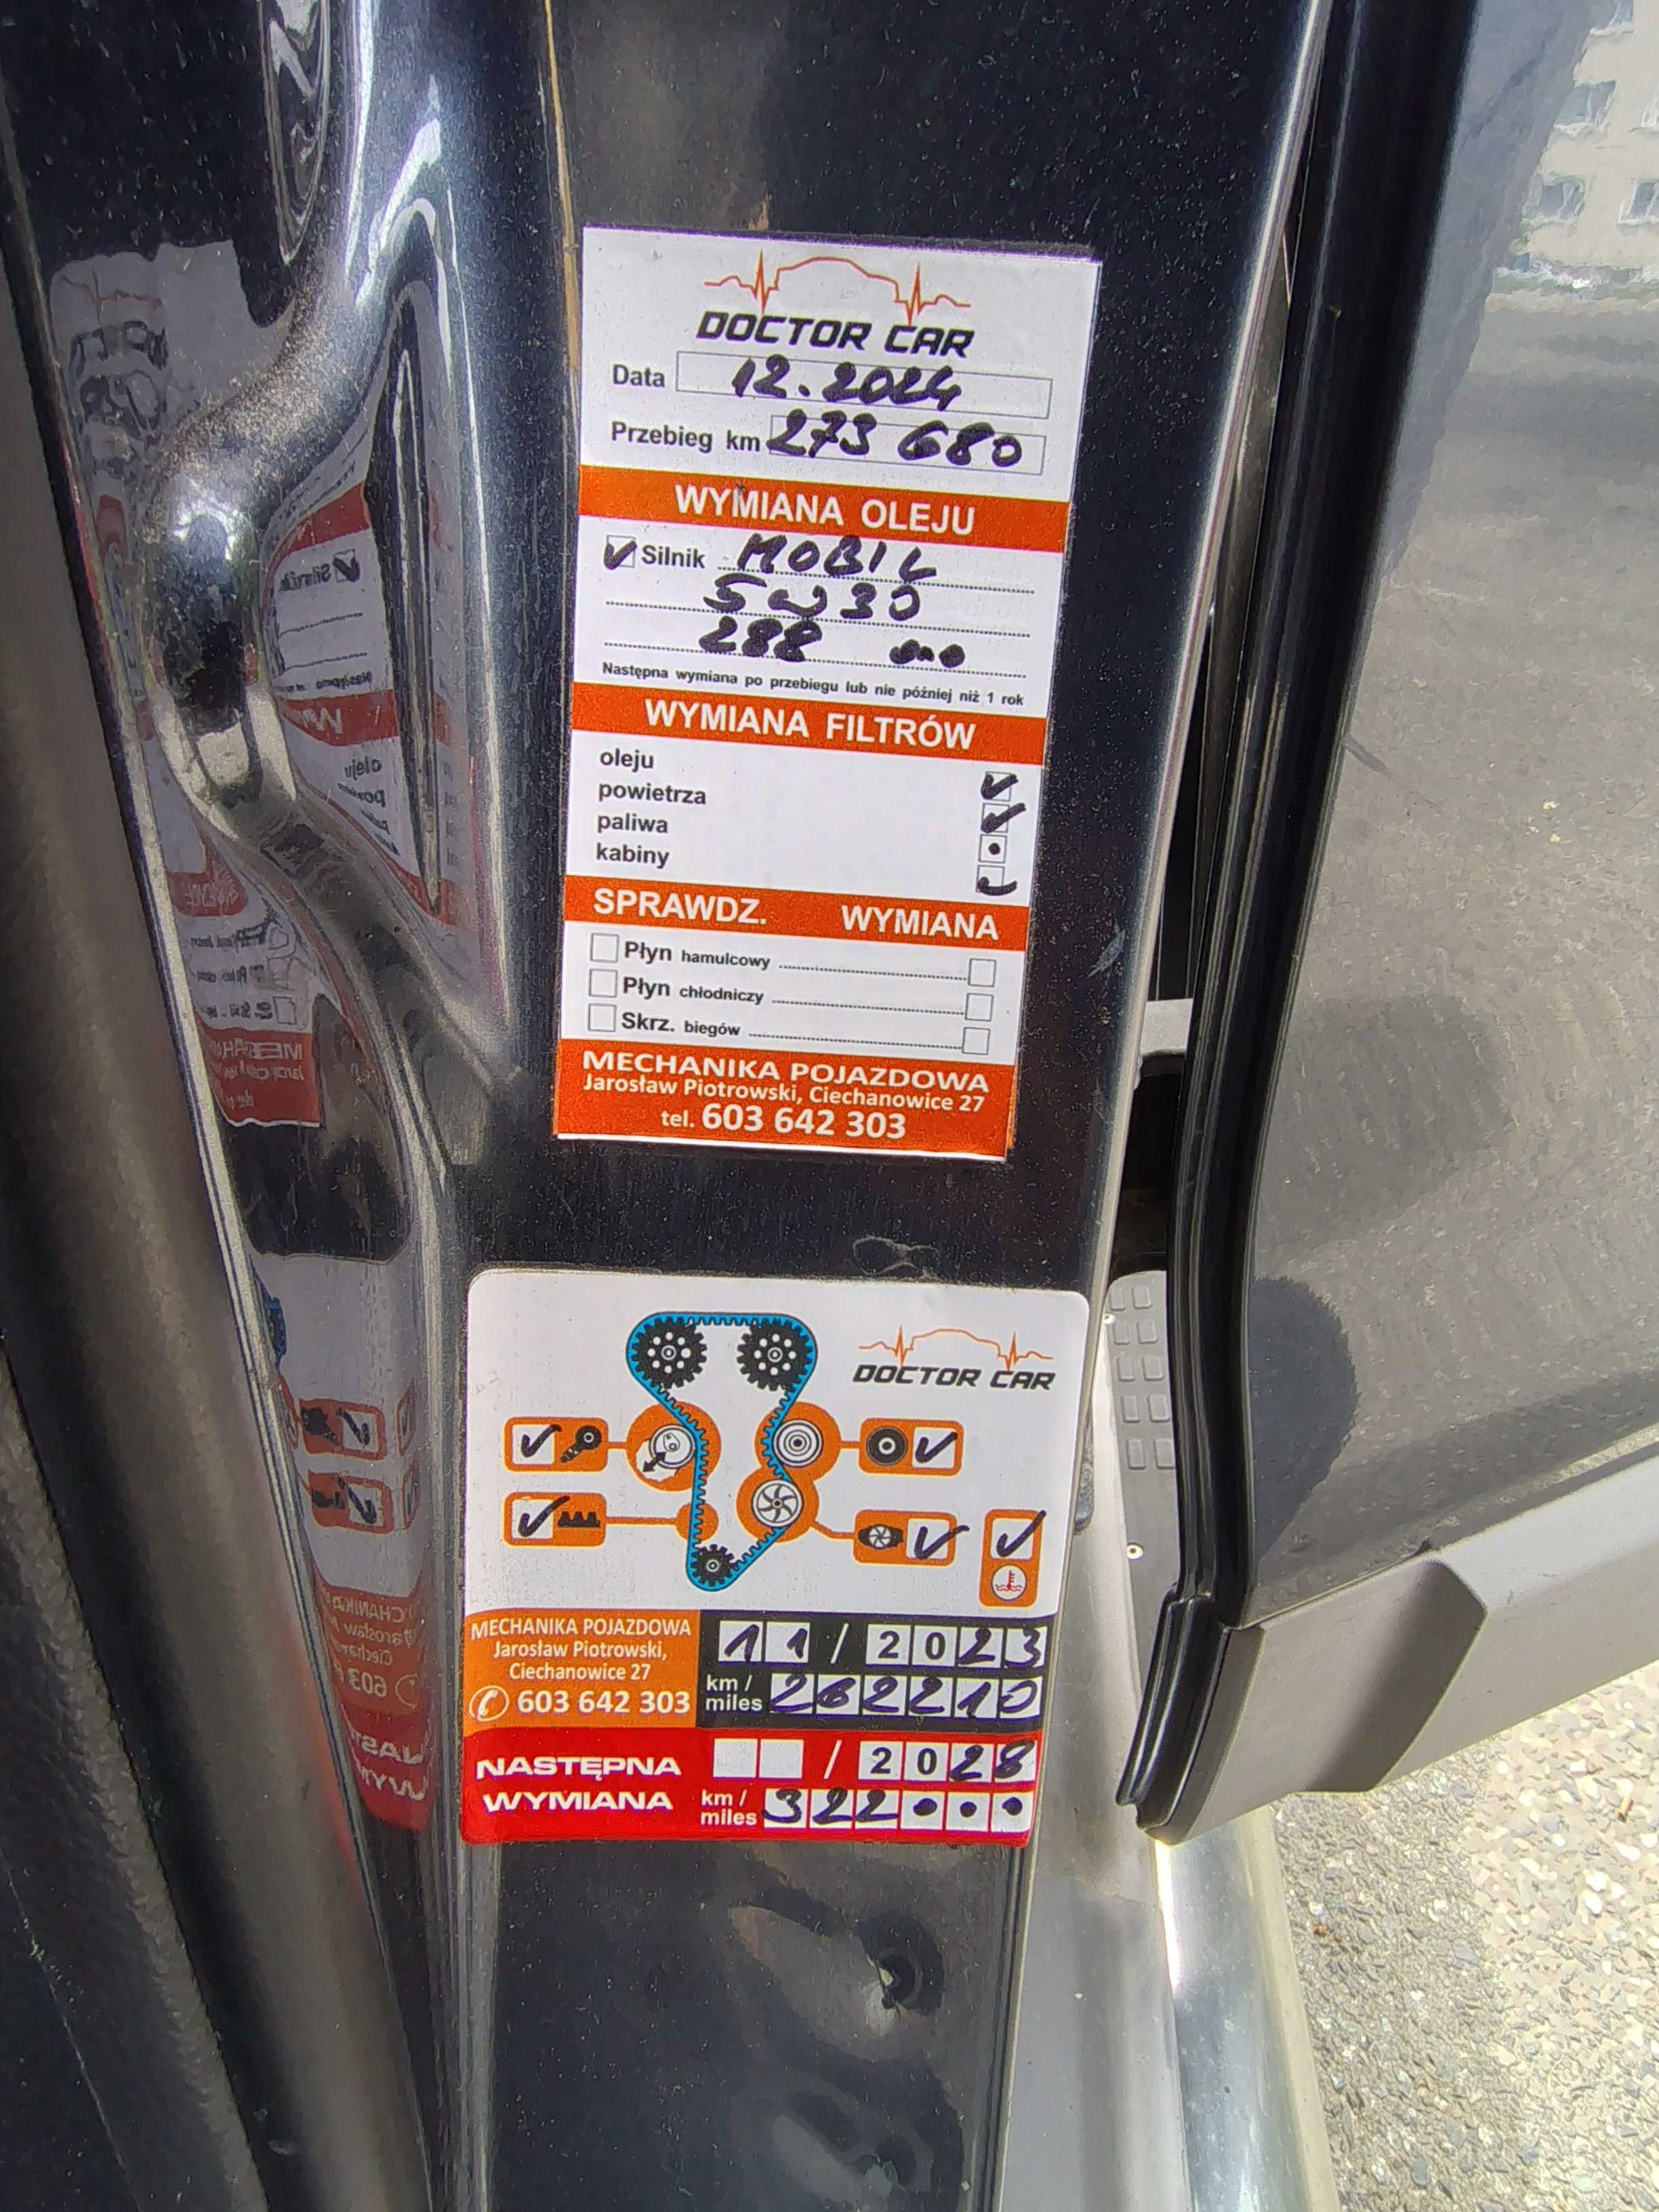 DOCTOR CAR
Data 12.2024
Przebieg km 273 680
WYMIANA OLEJU
Silnik MOBIL
5W30
288 000
Następna wymiana po przebiegu lub nie później niż 1 rok
WYMIANA FILTRÓW
oleju
powietrza
paliwa
kabiny
SPRAWDZ. WYMIANA
Płyn hamulcowy
Płyn chłodniczy
Skrz. biegów
MECHANIKA POJAZDOWA
Jarosław Piotrowski, Ciechanowice 27
tel. 603 642 303
DOCTOR CAR
MECHANIKA POJAZDOWA
Jarosław Piotrowski,
Ciechanowice 27
603 642 303
11 / 2023
km / miles 262210
NASTĘPNA WYMIANA
/ 2028
km / miles 322...